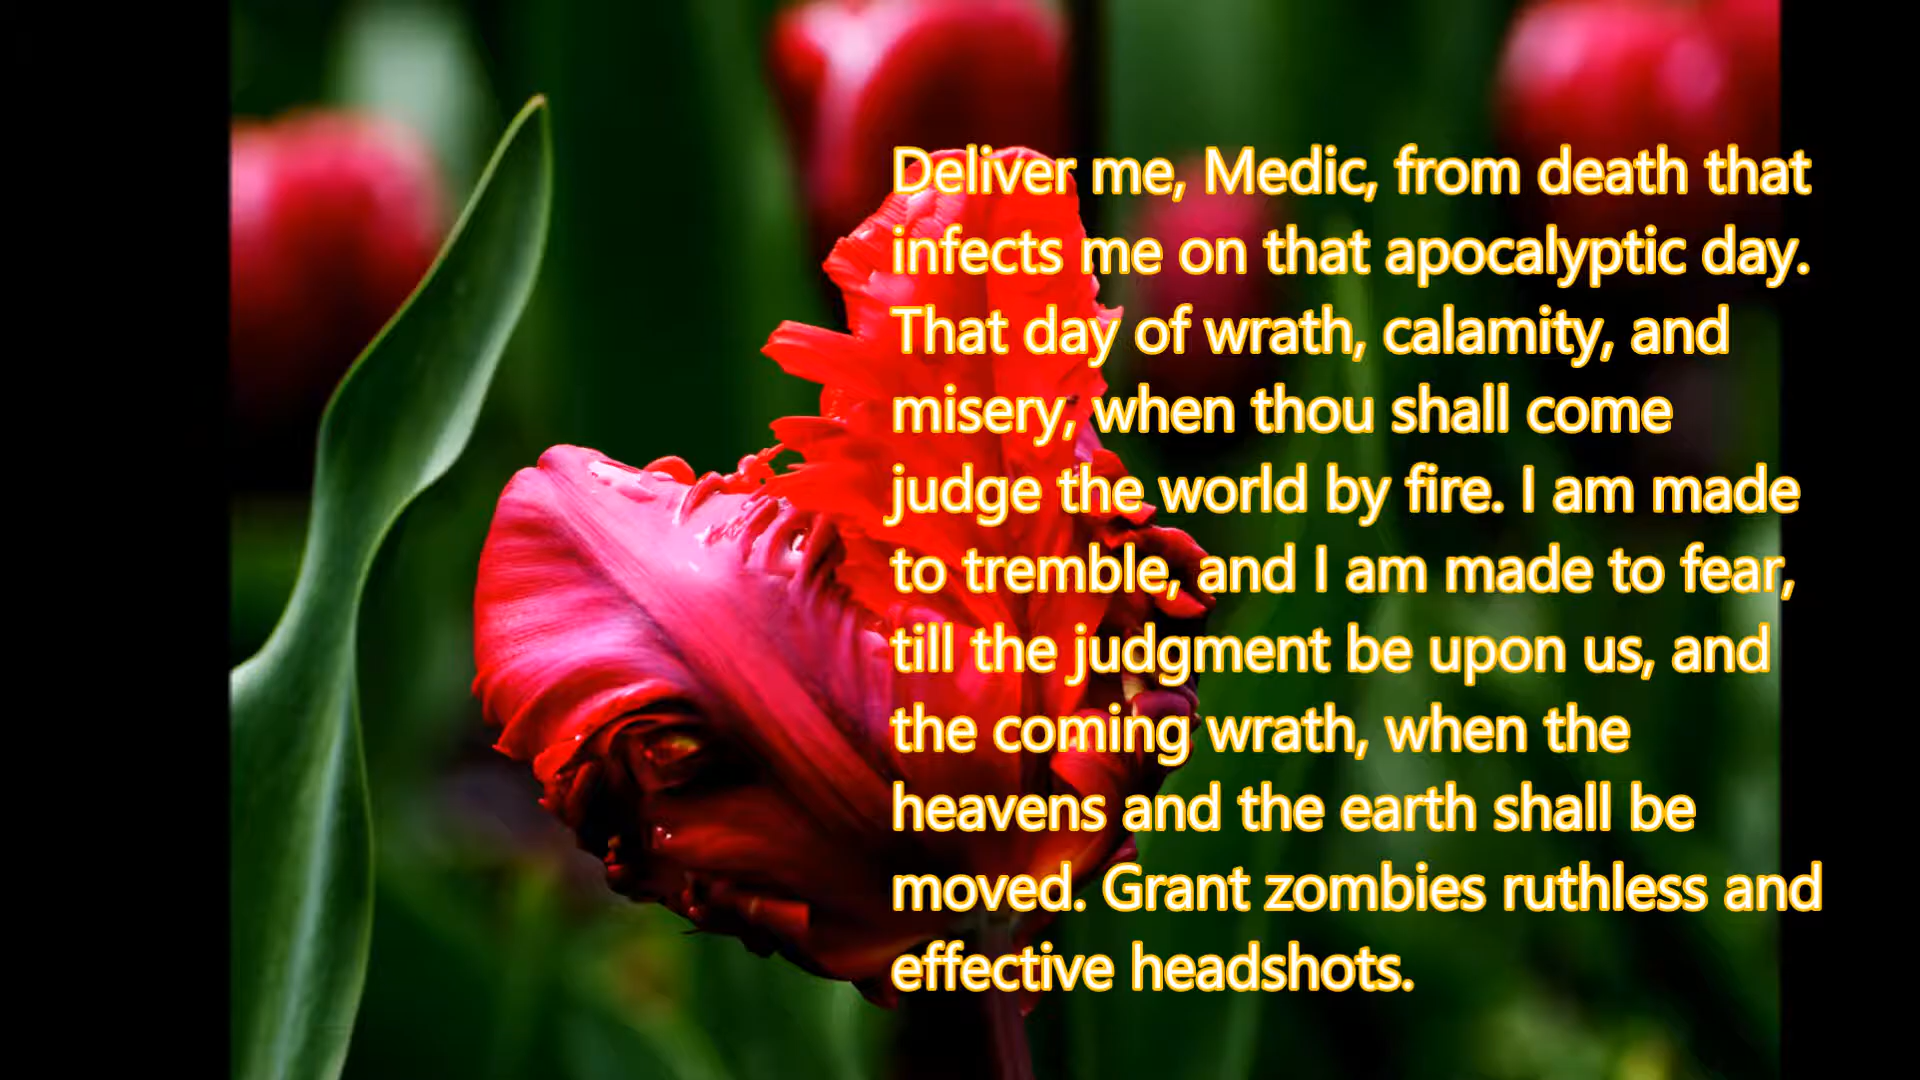 Deliver me, Medic, from death that
infects me on that apocalyptic day.
That day of wrath, calamity, and
misery, when thou shall come
judge the world by fire. I am made
to tremble, and I am made to fear,
till the judgment be upon us, and
the coming wrath, when the
heavens and the earth shall be
moved. Grant zombies ruthless and
effective headshots.